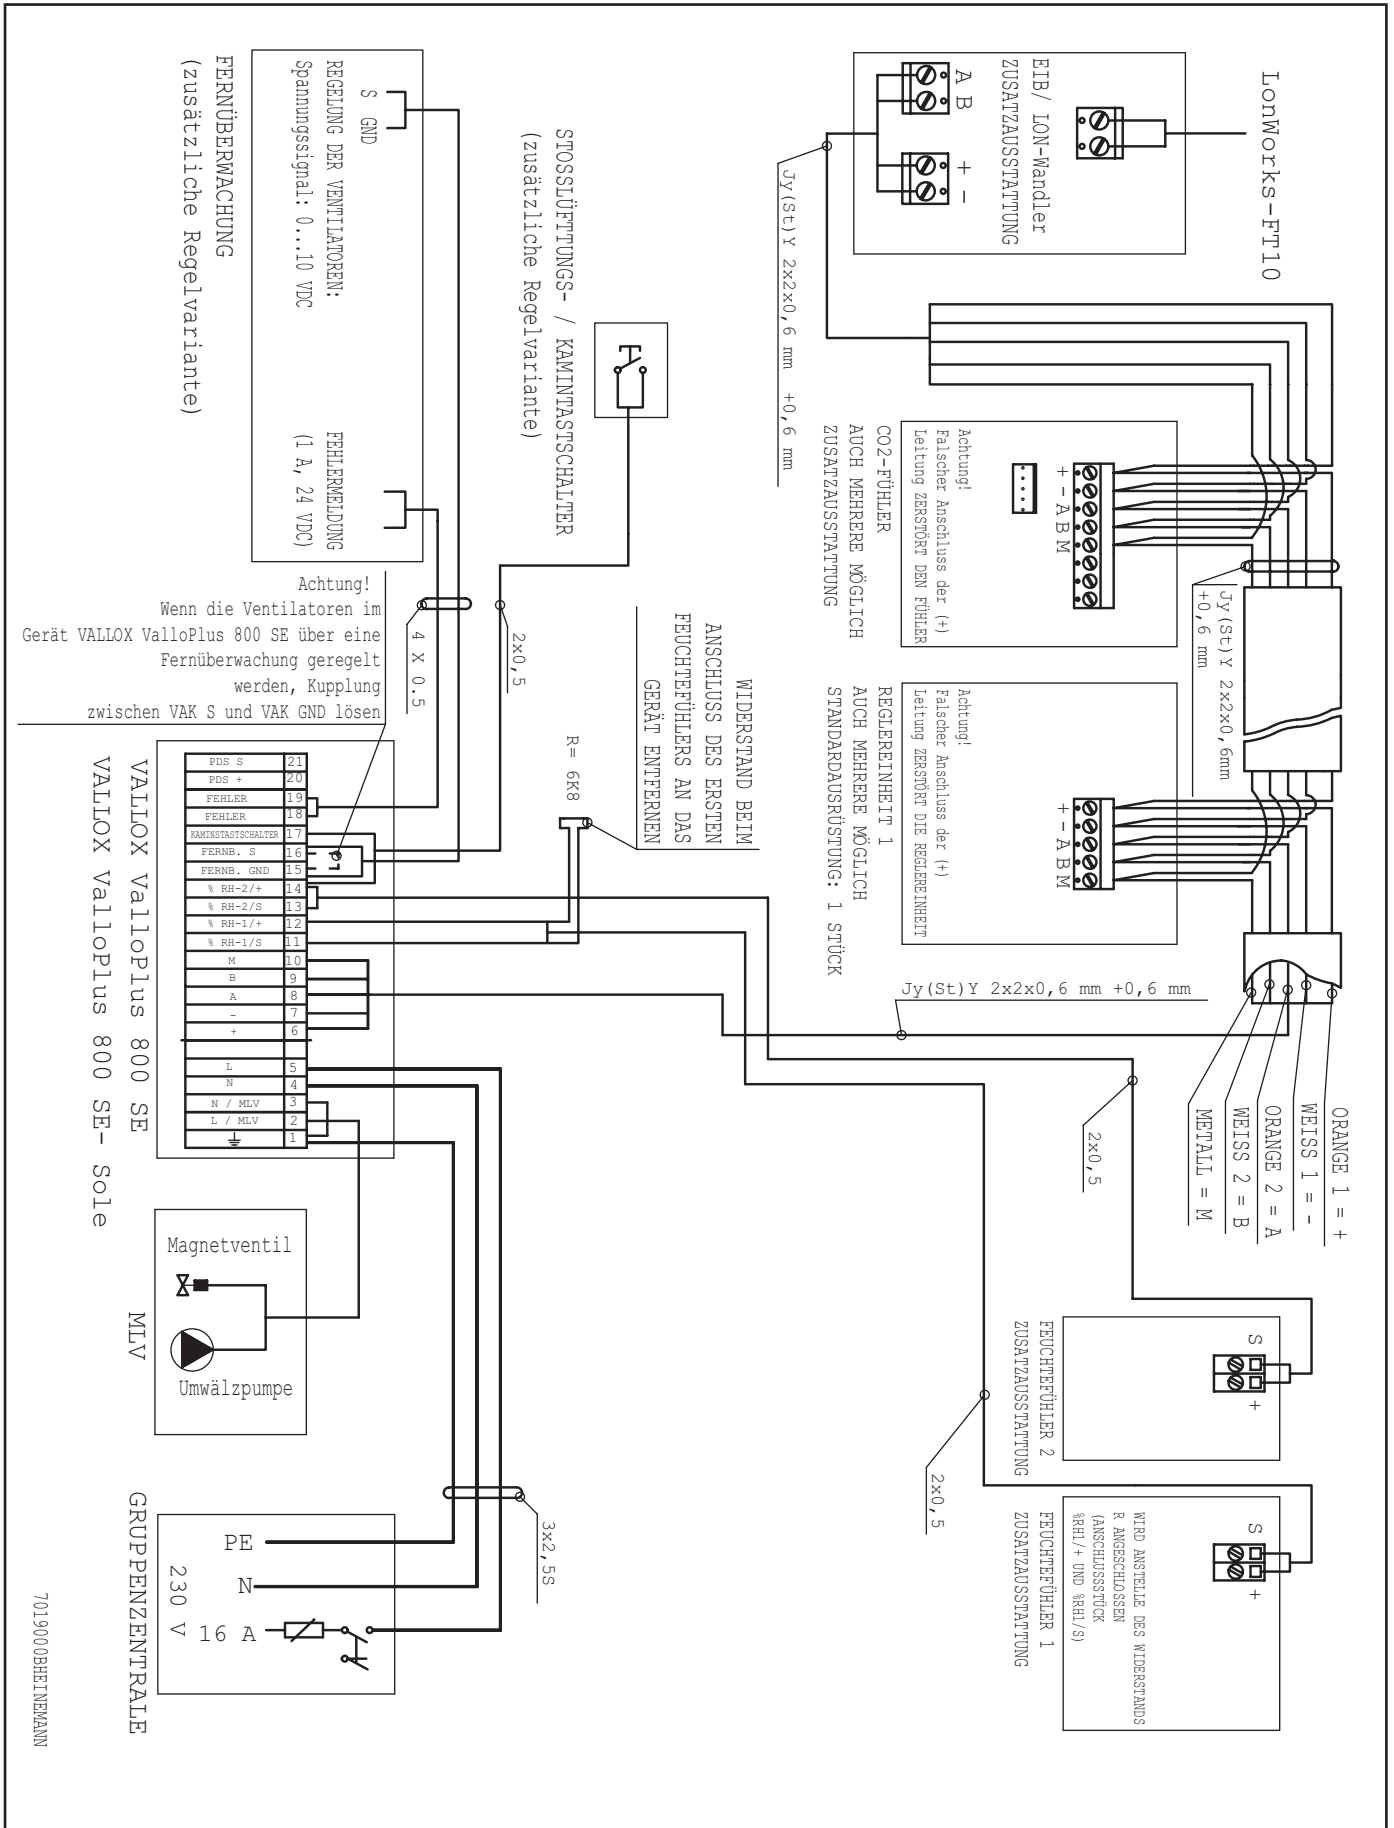 LonWorks-FT10
EIB/ LON-Wandler
ZUSATZAUSSTATTUNG
A B
+ -
Jy(St)Y 2x2x0,6 mm +0,6 mm
Achtung!
Falscher Anschluss der (+)
Leitung ZERSTÖRT DEN FÜHLER
+ - A B M
CO2-FÜHLER
AUCH MEHRERE MÖGLICH
ZUSATZAUSSTATTUNG
Jy(St)Y 2x2x0,6mm
+0,6 mm
Achtung!
Falscher Anschluss der (+)
Leitung ZERSTÖRT DIE REGLEREINHEIT
+ - A B M
REGLEREINHEIT 1
AUCH MEHRERE MÖGLICH
STANDARDAUSRÜSTUNG: 1 STÜCK
Jy(St)Y 2x2x0,6 mm +0,6 mm
ORANGE 1 = +
WEISS 1 = -
ORANGE 2 = A
WEISS 2 = B
METALL = M
2x0,5
S
+
FEUCHTEFÜHLER 2
ZUSATZAUSSTATTUNG
2x0,5
S
+
WIRD ANSTELLE DES WIDERSTANDS
R ANGESCHLOSSEN
(ANSCHLUSSSTÜCK
%RH1/+ UND %RH1/S)
FEUCHTEFÜHLER 1
ZUSATZAUSSTATTUNG
STOSSLÜFTTUNGS- / KAMINTASTSCHALTER
(zusätzliche Regelvariante)
2x0,5
WIDERSTAND BEIM
ANSCHLUSS DES ERSTEN
FEUCHTEFÜHLERS AN DAS
GERÄT ENTFERNEN
R= 6K8
S GND
REGELUNG DER VENTILATOREN:
Spannungssignal: 0...10 VDC
FEHLERMELDUNG
(1 A, 24 VDC)
FERNÜBERWACHUNG
(zusätzliche Regelvariante)
4 X 0.5
Achtung!
Wenn die Ventilatoren im
Gerät VALLOX ValloPlus 800 SE über eine
Fernüberwachung geregelt
werden, Kupplung
zwischen VAK S und VAK GND lösen
PDS S 21
PDS + 20
FEHLER 19
FEHLER 18
KAMINSTASTSCHALTER 17
FERNB. S 16
FERNB. GND 15
% RH-2/+ 14
% RH-2/S 13
% RH-1/+ 12
% RH-1/S 11
M 10
B 9
A 8
- 7
+ 6
L 5
N 4
N / MLV 3
L / MLV 2
1
VALLOX ValloPlus 800 SE
VALLOX ValloPlus 800 SE- Sole
Magnetventil
Umwälzpumpe
MLV
3x2,5S
PE
N
16 A
230 V
GRUPPENZENTRALE
7019000BHEINEMANN